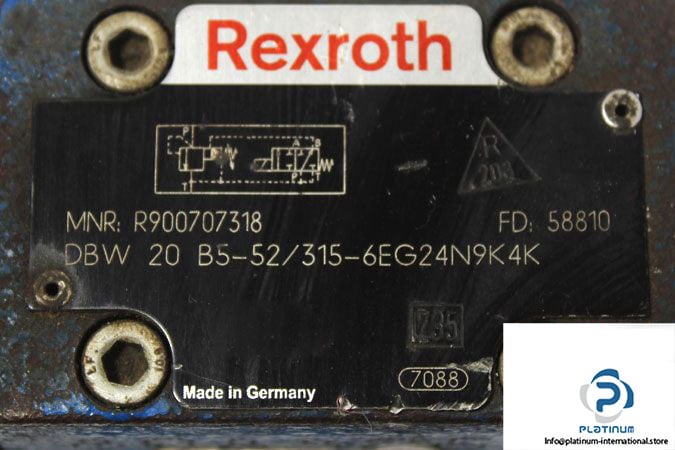 Rexroth
P A B
T P T
R
203
MNR: R900707318 FD: 58810
DBW 20 B5-52/315-6EG24N9K4K
Z35
7088
Made in Germany
P
PLATINUM
Info@platinum-international.store